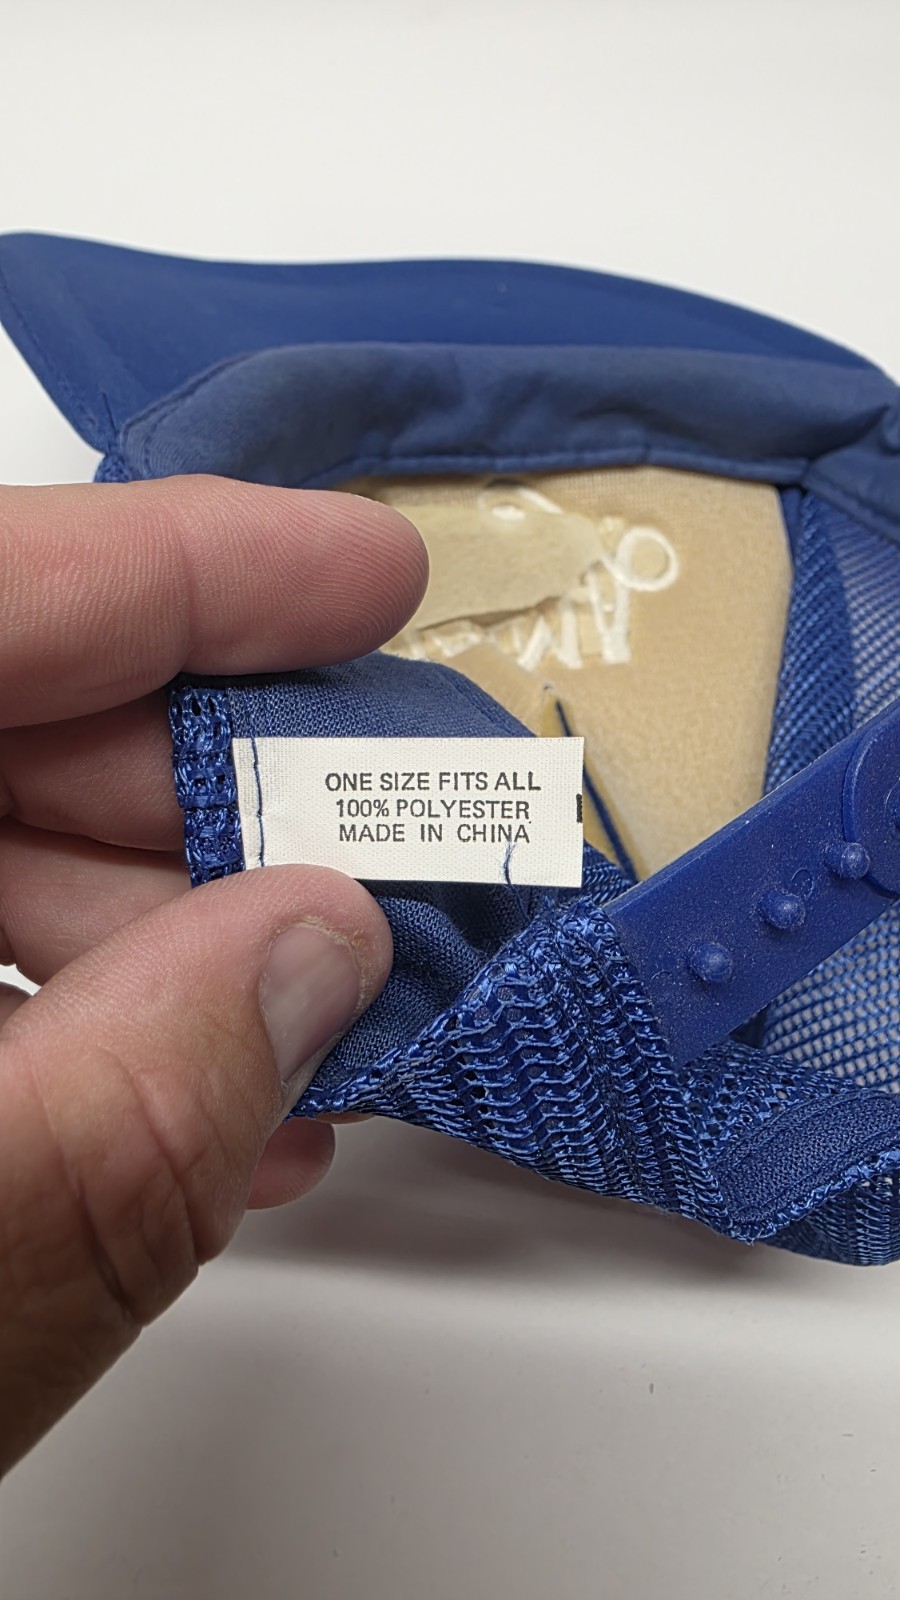 ONE SIZE FITS ALL
100% POLYESTER
MADE IN CHINA